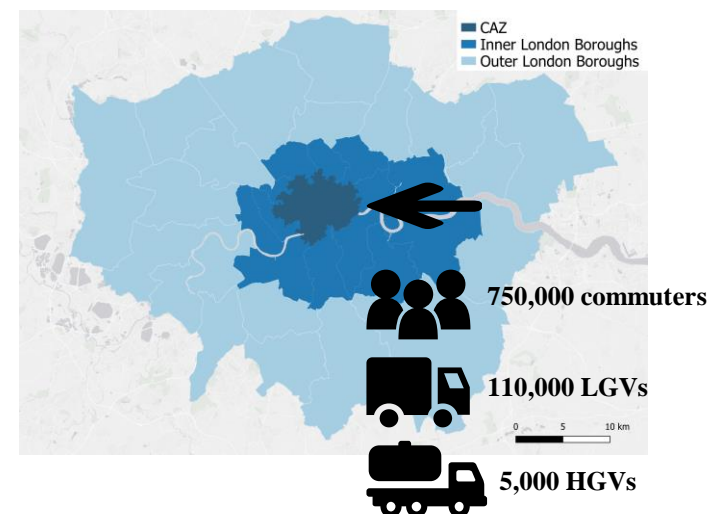 CAZ
Inner London Boroughs
Outer London Boroughs
750,000 commuters
110,000 LGVs
0 5 10 km
5,000 HGVs